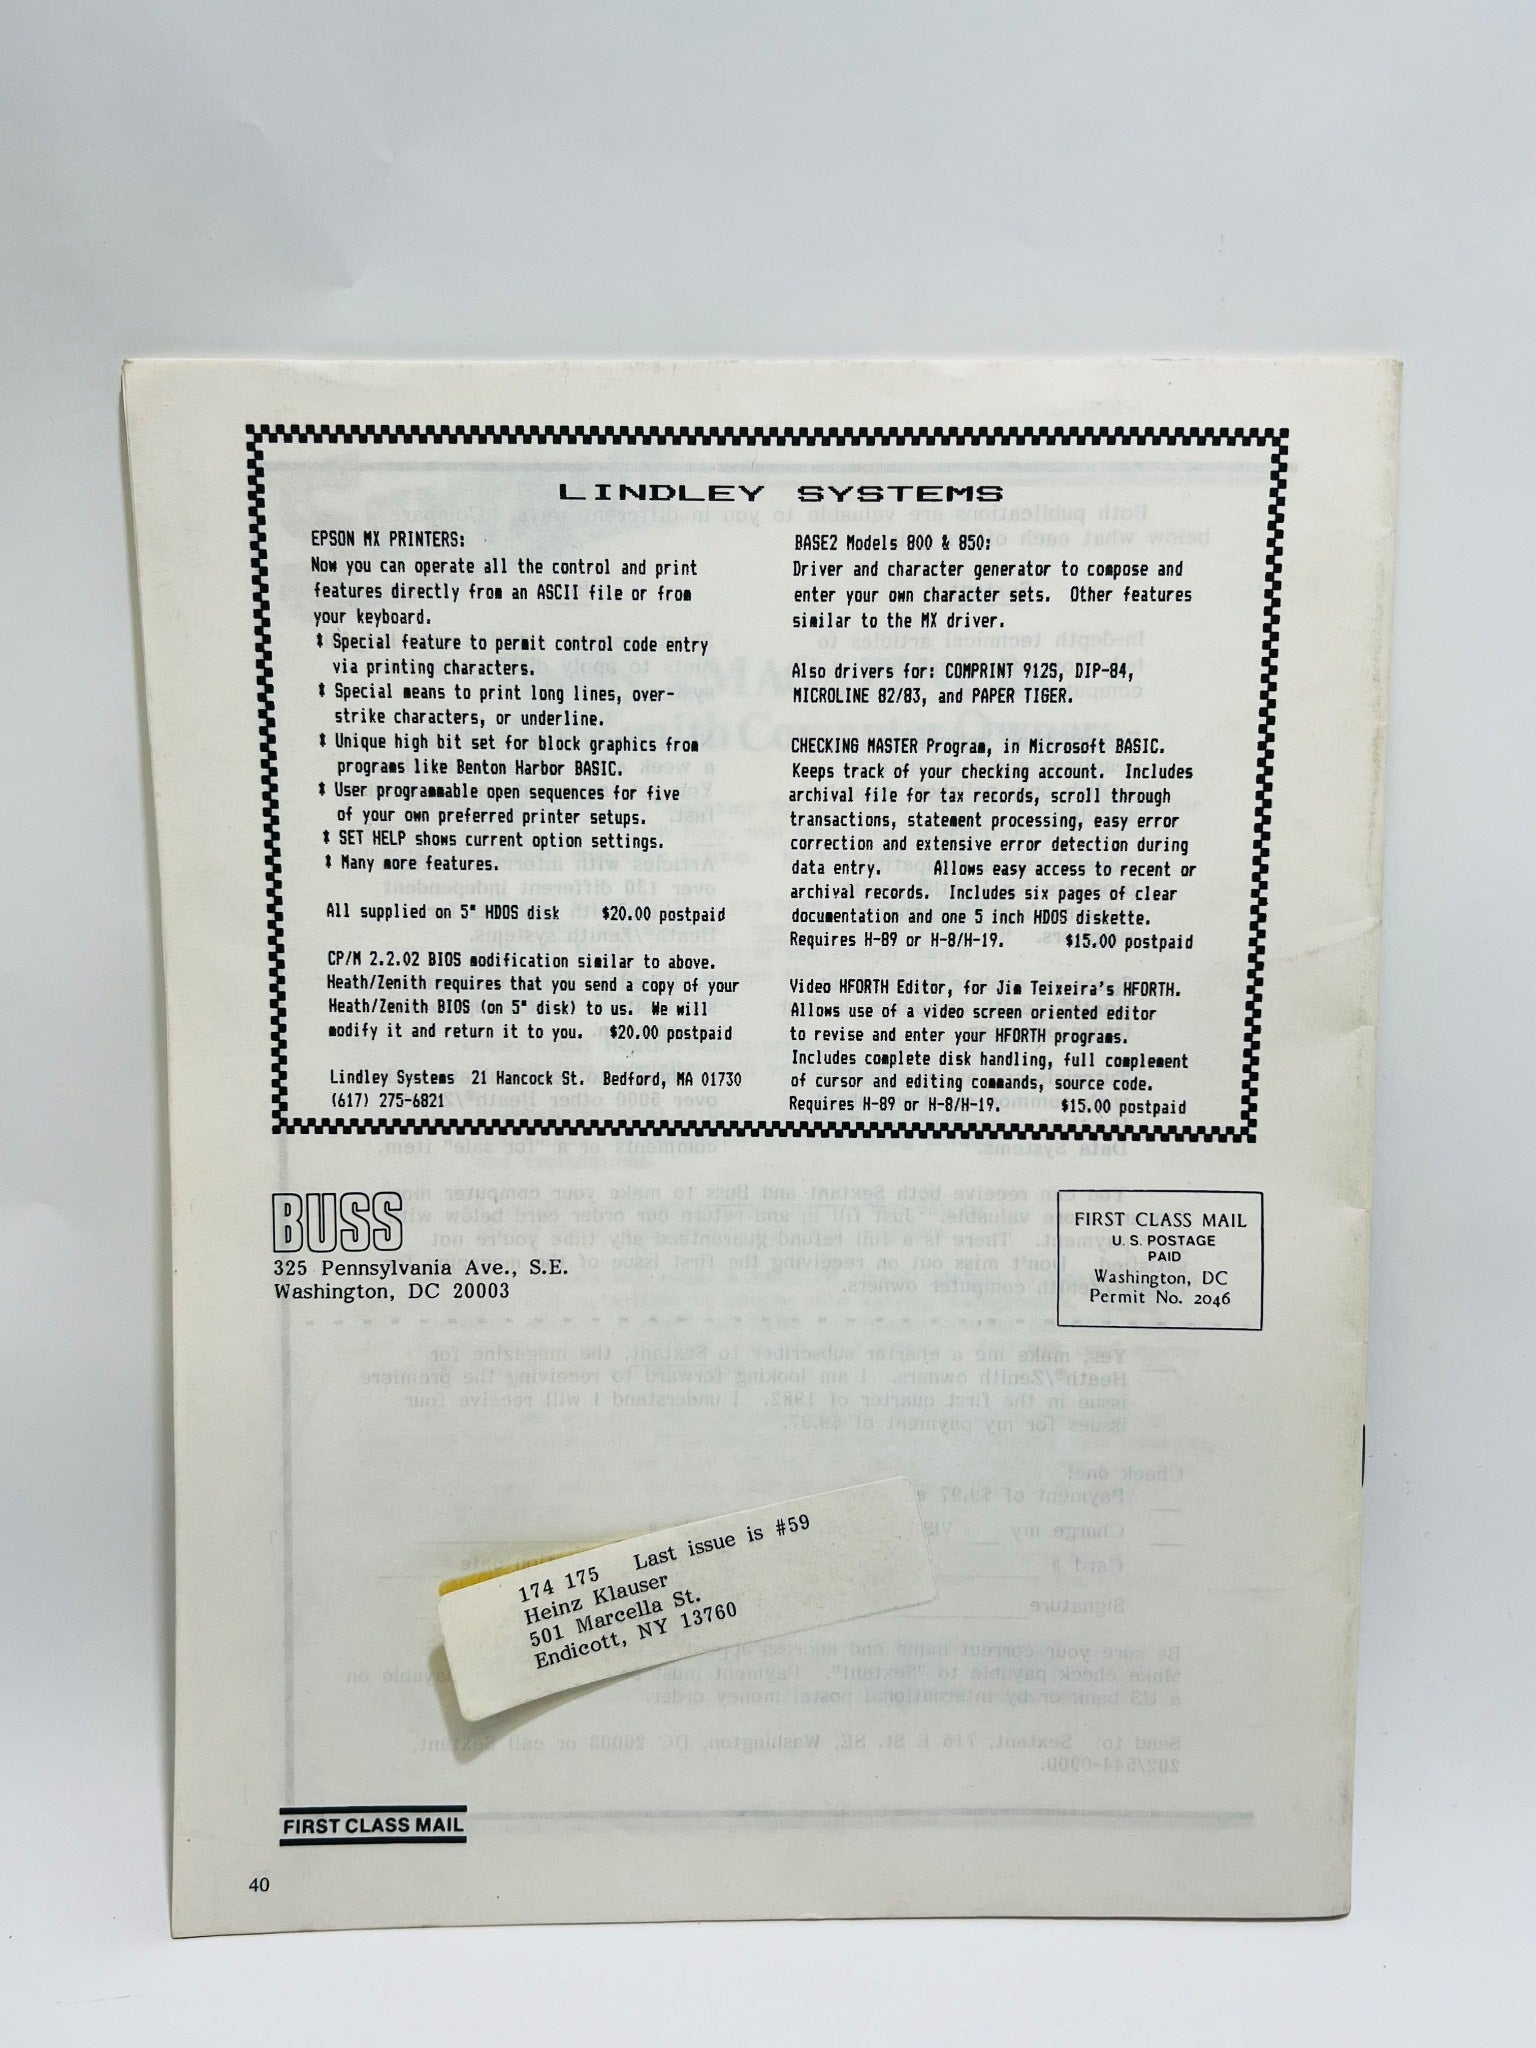 LINDLEY SYSTEMS
EPSON MX PRINTERS:
Now you can operate all the control and print
features directly from an ASCII file or from
your keyboard.
* Special feature to permit control code entry
via printing characters.
* Special means to print long lines, over-
strike characters, or underline.
* Unique high bit set for block graphics from
programs like Benton Harbor BASIC.
* User programmable open sequences for five
of your own preferred printer setups.
* SET HELP shows current option settings.
* Many more features.
All supplied on 5" HDOS disk $20.00 postpaid
CP/M 2.2.02 BIOS modification similar to above.
Heath/Zenith requires that you send a copy of your
Heath/Zenith BIOS (on 5" disk) to us. We will
modify it and return it to you. $20.00 postpaid
Lindley Systems 21 Hancock St. Bedford, MA 01730
(617) 275-6821
BASE2 Models 800 & 850:
Driver and character generator to compose and
enter your own character sets. Other features
similar to the MX driver.
Also drivers for: COMPRINT 912S, DIP-84,
MICROLINE 82/83, and PAPER TIGER.
CHECKING MASTER Program, in Microsoft BASIC.
Keeps track of your checking account. Includes
archival file for tax records, scroll through
transactions, statement processing, easy error
correction and extensive error detection during
data entry. Allows easy access to recent or
archival records. Includes six pages of clear
documentation and one 5 inch HDOS diskette.
Requires H-89 or H-8/H-19. $15.00 postpaid
Video HFORTH Editor, for Jim Teixeira's HFORTH.
Allows use of a video screen oriented editor
to revise and enter your HFORTH programs.
Includes complete disk handling, full complement
of cursor and editing commands, source code.
Requires H-89 or H-8/H-19. $15.00 postpaid
BUSS
325 Pennsylvania Ave., S.E.
Washington, DC 20003
FIRST CLASS MAIL
U. S. POSTAGE
PAID
Washington, DC
Permit No. 2046
174 175 Last issue is #59
Heinz Klauser
501 Marcella St.
Endicott, NY 13760
FIRST CLASS MAIL
40